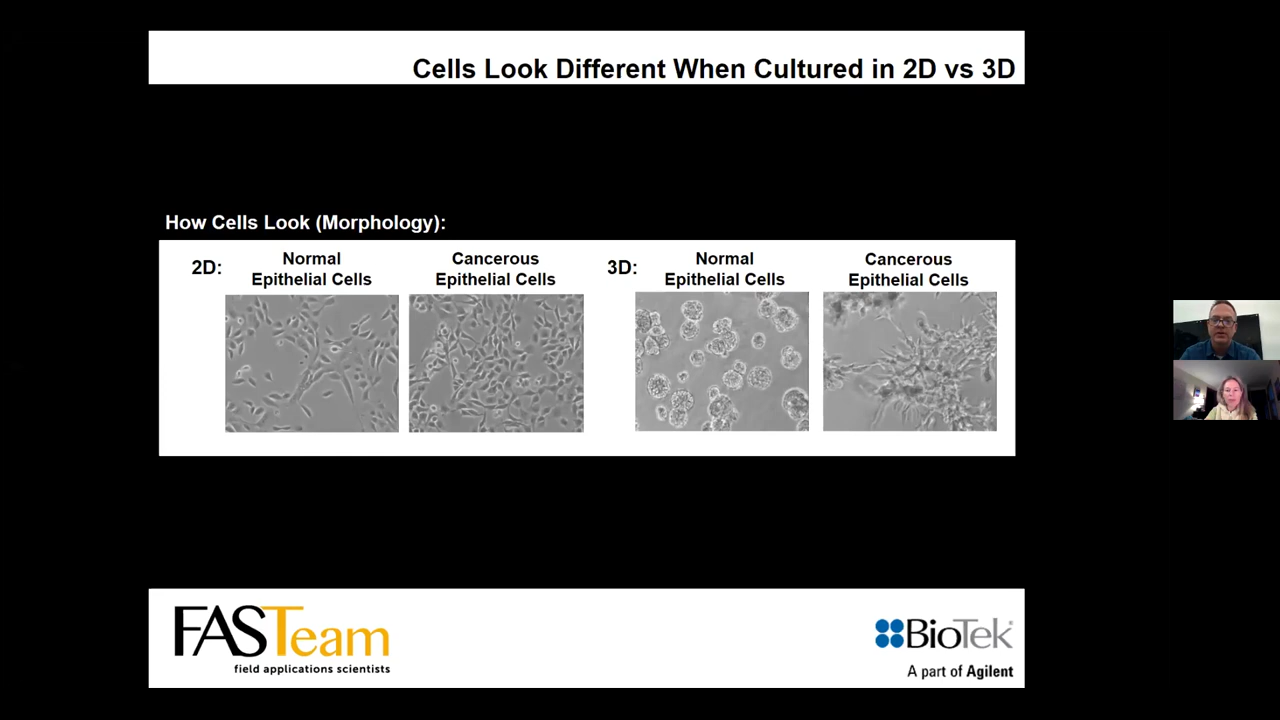 Cells Look Different When Cultured in 2D vs 3D
How Cells Look (Morphology):
2D:
Normal
Epithelial Cells
Cancerous
Epithelial Cells
3D:
Normal
Epithelial Cells
Cancerous
Epithelial Cells
FASTeam
field applications scientists
BioTek
A part of Agilent